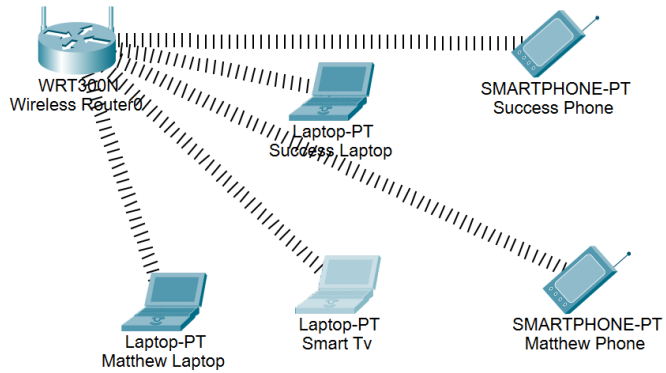 WRT300N
Wireless Router0
SMARTPHONE-PT
Success Phone
Laptop-PT
Success Laptop
Laptop-PT
Matthew Laptop
Laptop-PT
Smart Tv
SMARTPHONE-PT
Matthew Phone